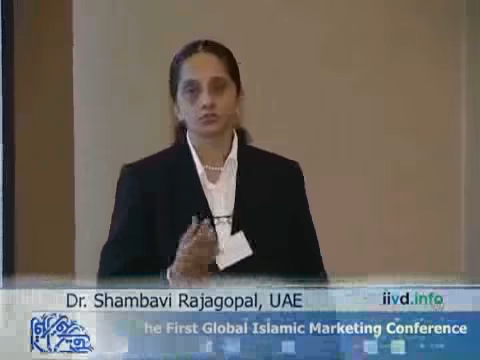 Dr. Shambavi Rajagopal, UAE
iivd.info
he First Global Islamic Marketing Conference